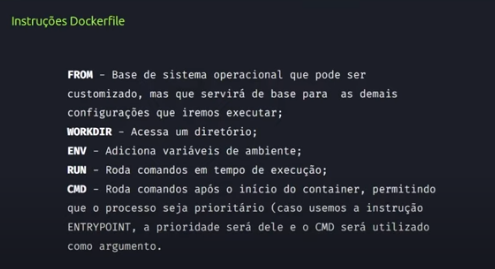 Instruções Dockerfile
FROM - Base de sistema operacional que pode ser
customizado, mas que servirá de base para as demais
configurações que iremos executar;
WORKDIR - Acessa um diretório;
ENV - Adiciona variáveis de ambiente;
RUN - Roda comandos em tempo de execução;
CMD - Roda comandos após o início do container, permitindo
que o processo seja prioritário (caso usemos a instrução
ENTRYPOINT, a prioridade será dele e o CMD será utilizado
como argumento.